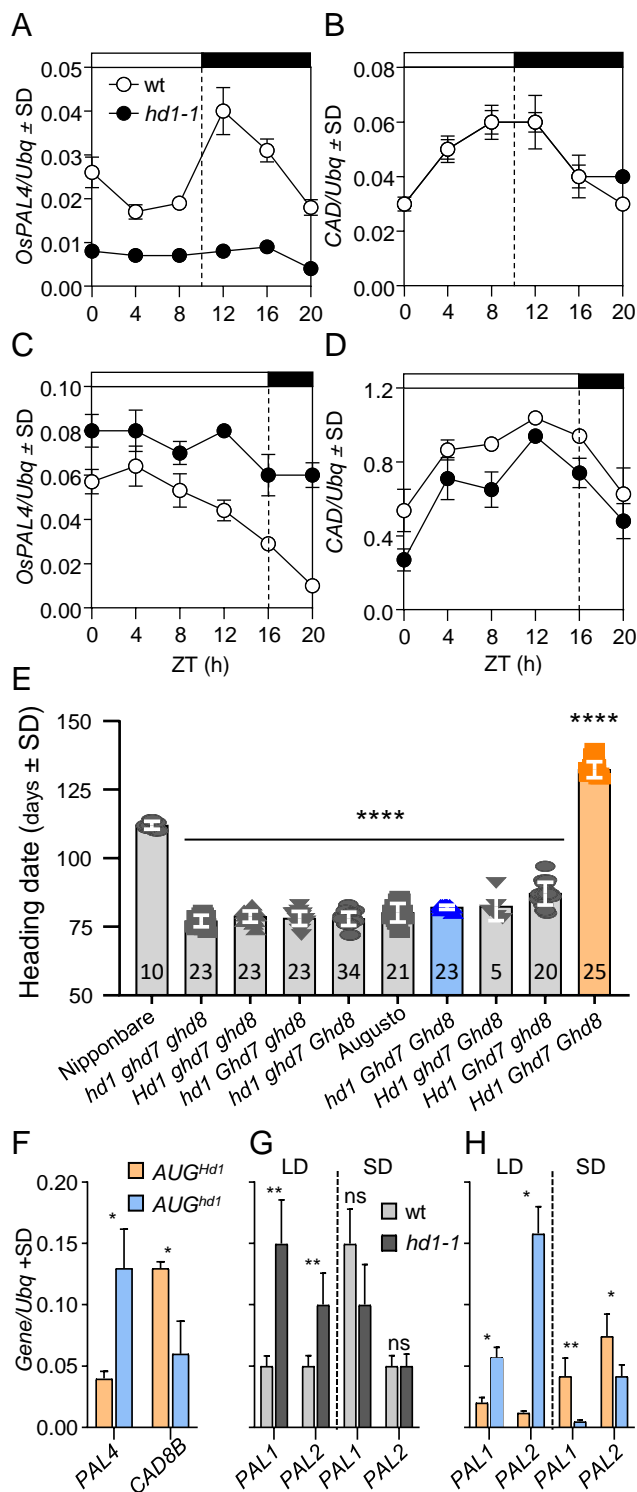 A
B
0.05
0.04
0.03
0.02
0.01
0.00
OsPAL4/Ubq ± SD
wt
hd1-1
0 4 8 12 16 20
0.08
0.06
0.04
0.02
0.00
CAD/Ubq ± SD
0 4 8 12 16 20
C
D
0.10
0.08
0.06
0.04
0.02
0.00
OsPAL4/Ubq ± SD
0 4 8 12 16 20
ZT (h)
1.2
0.8
0.4
0.0
CAD/Ubq ± SD
0 4 8 12 16 20
ZT (h)
E
150
125
100
75
50
Heading date (days ± SD)
****
****
10 23 23 23 34 21 23 5 20 25
Nipponbare
hd1 ghd7 ghd8
Hd1 ghd7 ghd8
hd1 Ghd7 ghd8
hd1 ghd7 Ghd8
Augusto
hd1 Ghd7 Ghd8
Hd1 ghd7 Ghd8
Hd1 Ghd7 ghd8
Hd1 Ghd7 Ghd8
F
G
H
AUGHd1
AUGhd1
0.20
0.15
0.10
0.05
0.00
Gene/Ubq +SD
* *
PAL4 CAD8B
LD SD
wt
hd1-1
** ** ns ns
PAL1 PAL2 PAL1 PAL2
LD SD
* * ** *
PAL1 PAL2 PAL1 PAL2